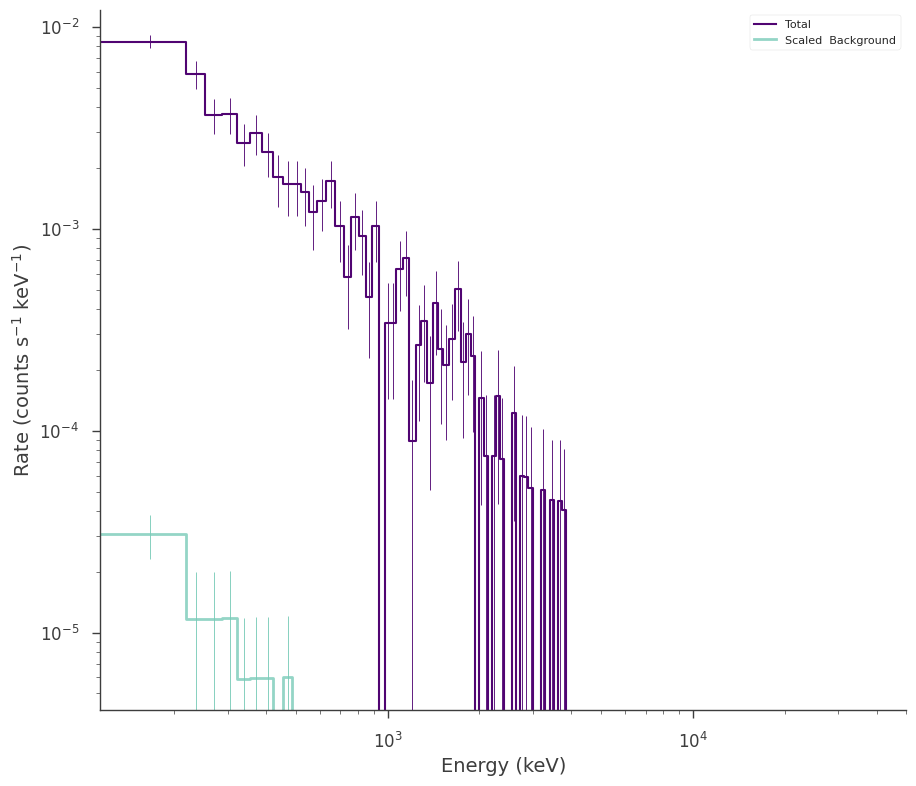 Total
Scaled  Background
10⁻²
10⁻³
10⁻⁴
10⁻⁵
Rate (counts s⁻¹ keV⁻¹)
10³
10⁴
Energy (keV)